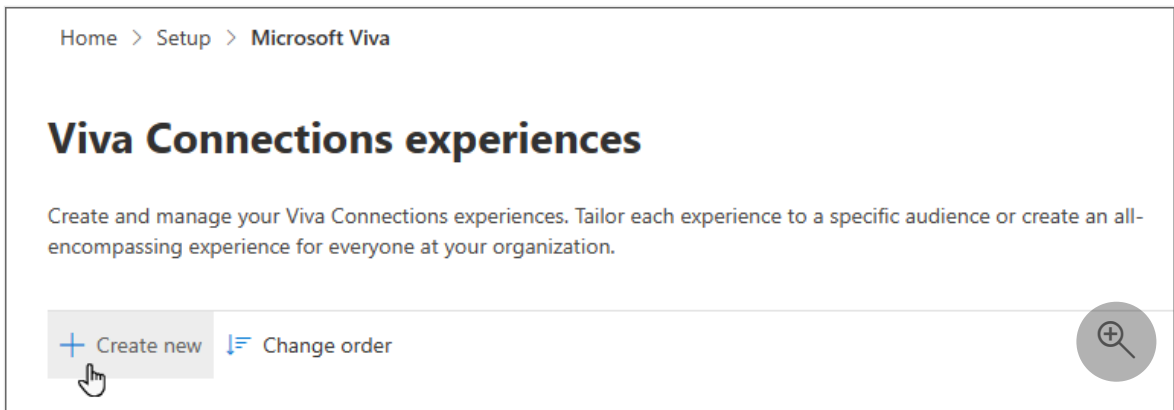 Home > Setup > Microsoft Viva
Viva Connections experiences
Create and manage your Viva Connections experiences. Tailor each experience to a specific audience or create an all-
encompassing experience for everyone at your organization.
Create new Change order